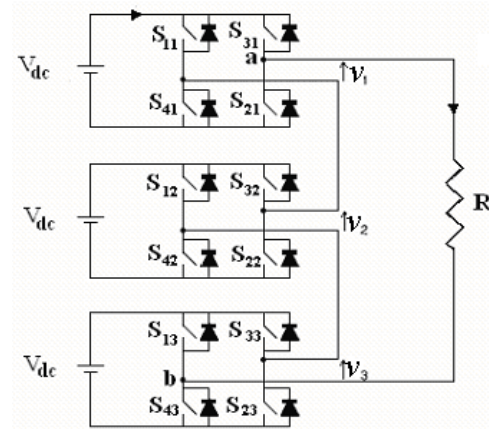 S11 S31
a
Vdc
v1
S41 S21
S12 S32
R
Vdc
v2
S42 S22
S13 S33
Vdc
v3
b
S43 S23